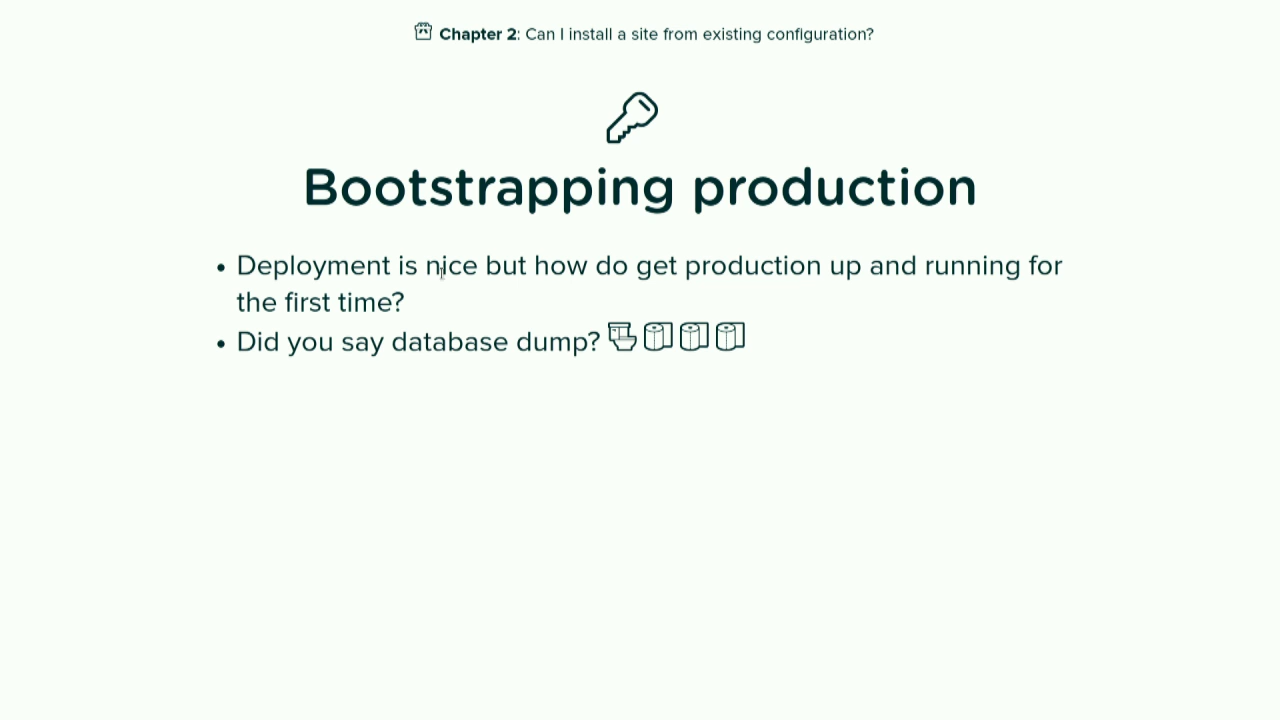 Chapter 2: Can I install a site from existing configuration?
Bootstrapping production
• Deployment is nice but how do get production up and running for
the first time?
• Did you say database dump?